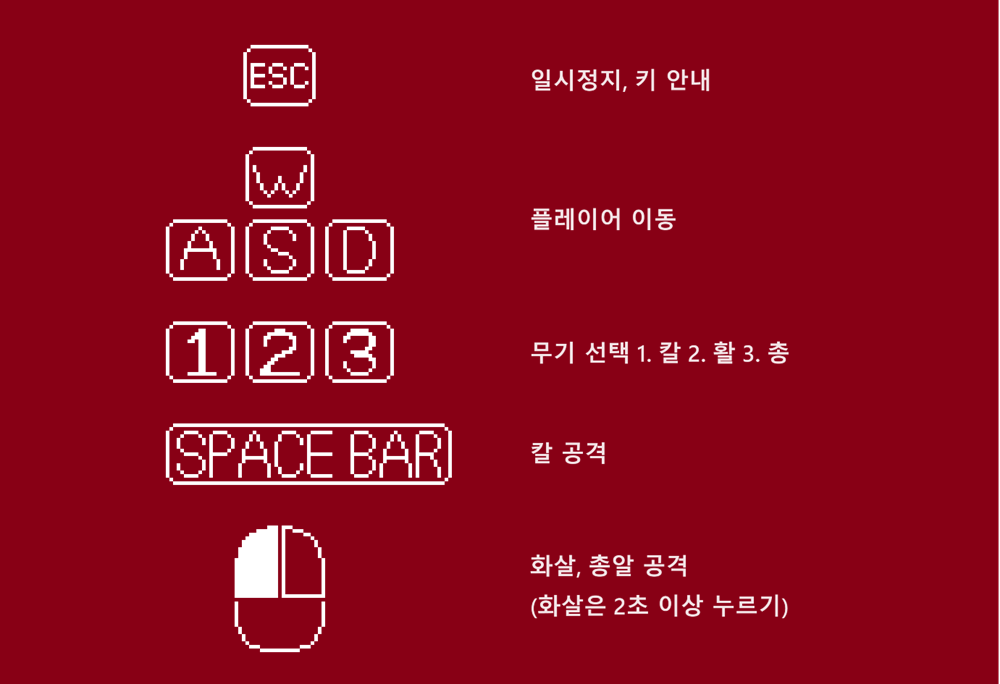 ESC
일시정지, 키 안내
W
A S D
플레이어 이동
1 2 3
무기 선택 1. 칼 2. 활 3. 총
SPACE BAR
칼 공격
화살, 총알 공격
(화살은 2초 이상 누르기)